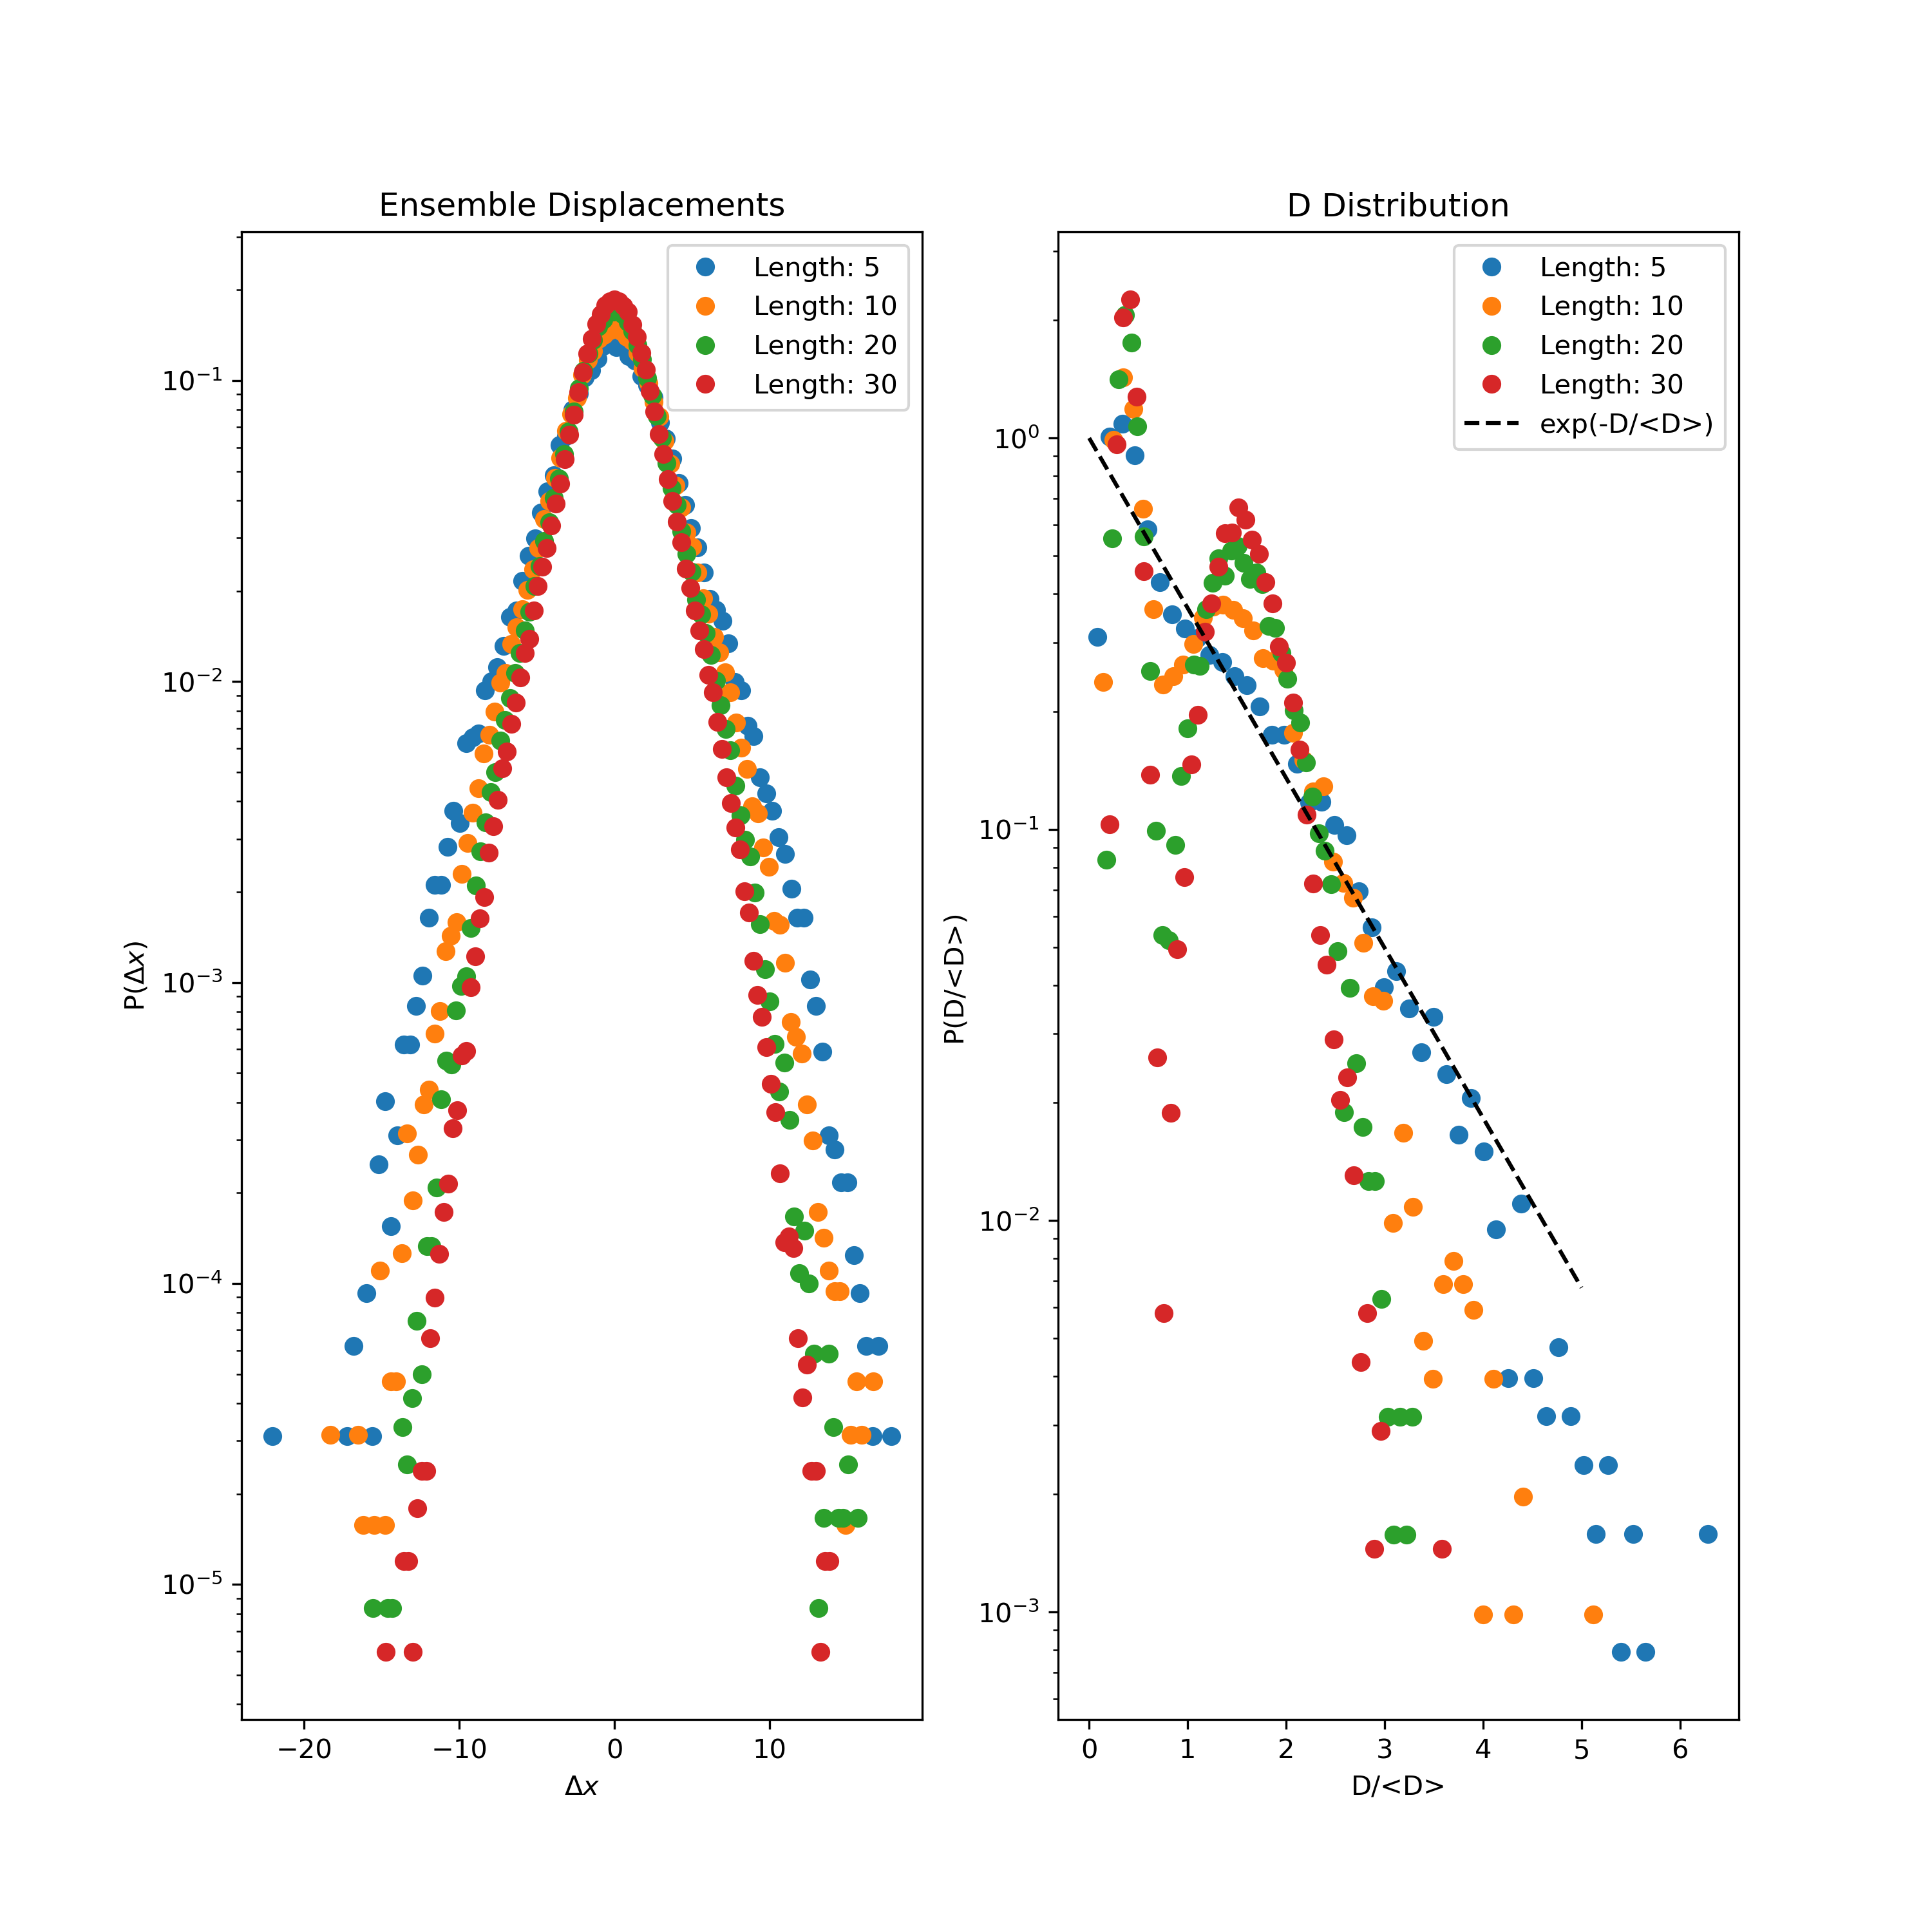 Ensemble Displacements
Length: 5
Length: 10
Length: 20
Length: 30
P(Δx)
10⁻¹
10⁻²
10⁻³
10⁻⁴
10⁻⁵
−20 −10 0 10
Δx
D Distribution
Length: 5
Length: 10
Length: 20
Length: 30
exp(-D/<D>)
P(D/<D>)
10⁰
10⁻¹
10⁻²
10⁻³
0 1 2 3 4 5 6
D/<D>